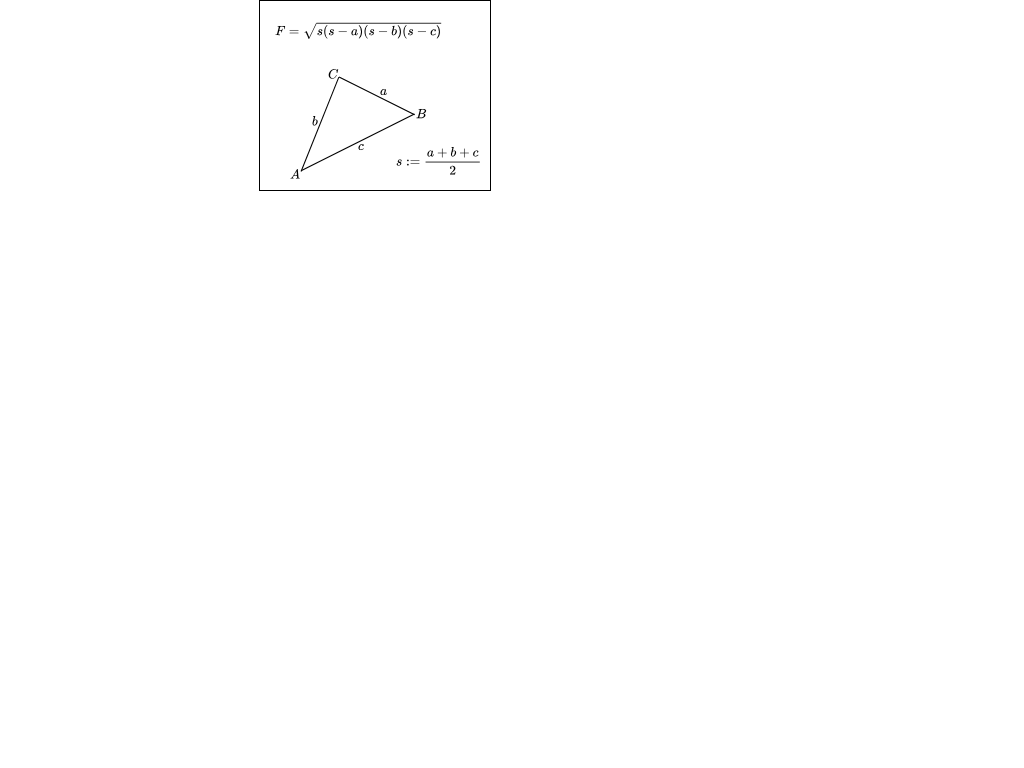 F = √s(s − a)(s − b)(s − c)
C
a
B
b
c
s := a + b + c / 2
A